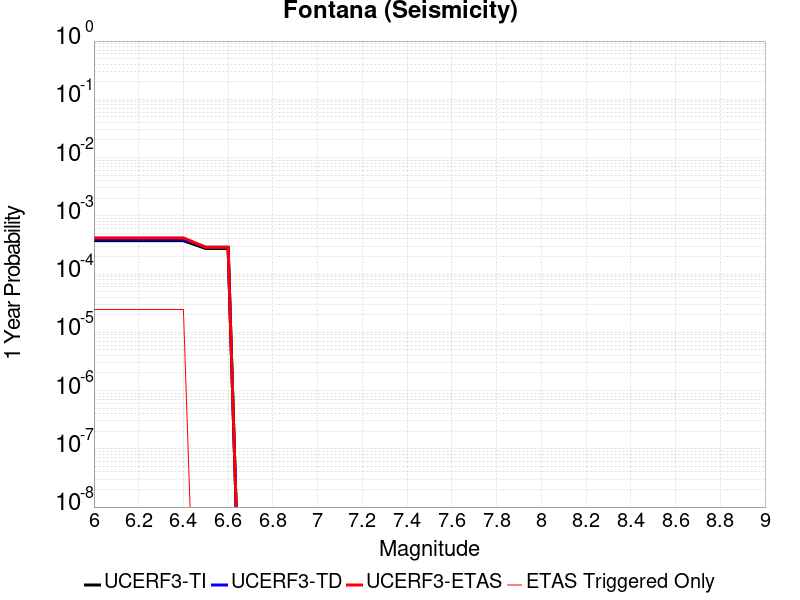 Fontana (Seismicity)
10^0
10^-1
10^-2
10^-3
10^-4
10^-5
10^-6
10^-7
10^-8
1 Year Probability
6 6.2 6.4 6.6 6.8 7 7.2 7.4 7.6 7.8 8 8.2 8.4 8.6 8.8 9
Magnitude
UCERF3-TI UCERF3-TD UCERF3-ETAS ETAS Triggered Only